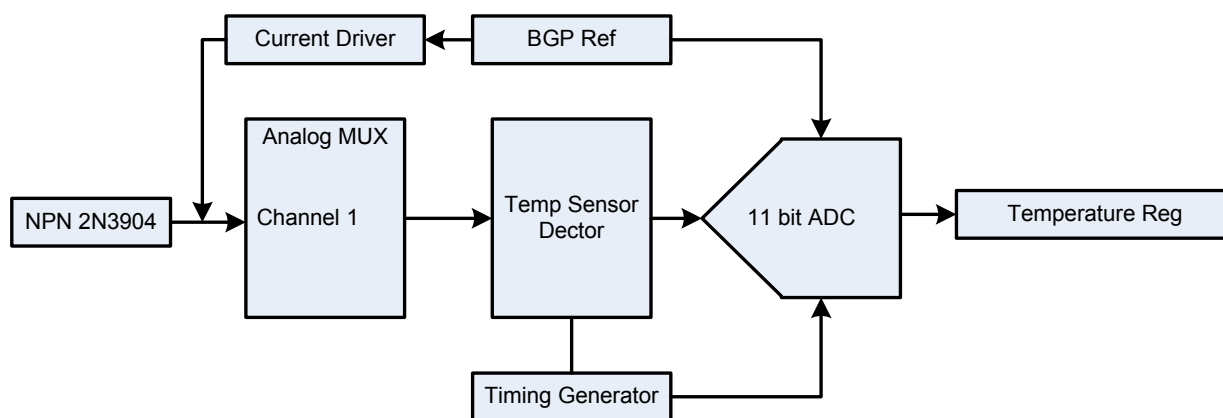 Current Driver
BGP Ref
Analog MUX
NPN 2N3904
Channel 1
Temp Sensor
Dector
11 bit ADC
Temperature Reg
Timing Generator